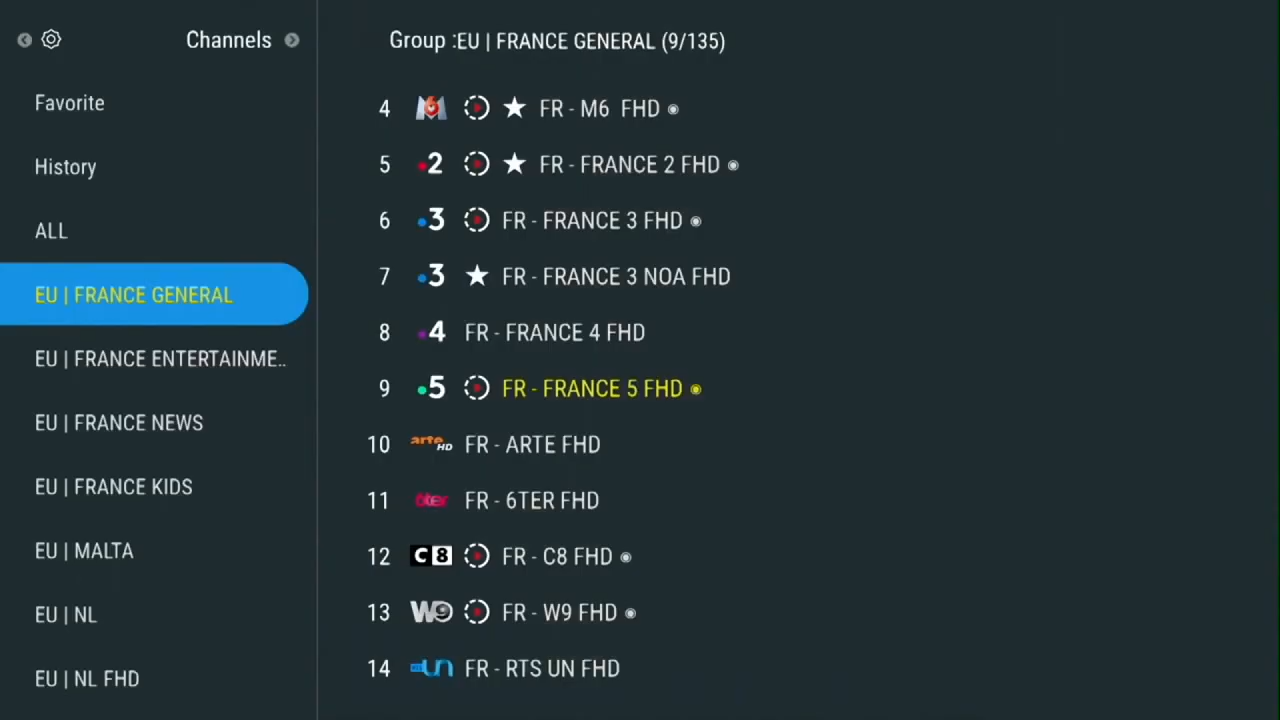 Channels
Group :EU | FRANCE GENERAL (9/135)
Favorite
History
ALL
EU | FRANCE GENERAL
EU | FRANCE ENTERTAINME..
EU | FRANCE NEWS
EU | FRANCE KIDS
EU | MALTA
EU | NL
EU | NL FHD
4 M6 FR - M6 FHD
5 2 FR - FRANCE 2 FHD
6 3 FR - FRANCE 3 FHD
7 3 FR - FRANCE 3 NOA FHD
8 4 FR - FRANCE 4 FHD
9 5 FR - FRANCE 5 FHD
10 arte HD FR - ARTE FHD
11 6ter FR - 6TER FHD
12 C8 FR - C8 FHD
13 W9 FR - W9 FHD
14 un FR - RTS UN FHD